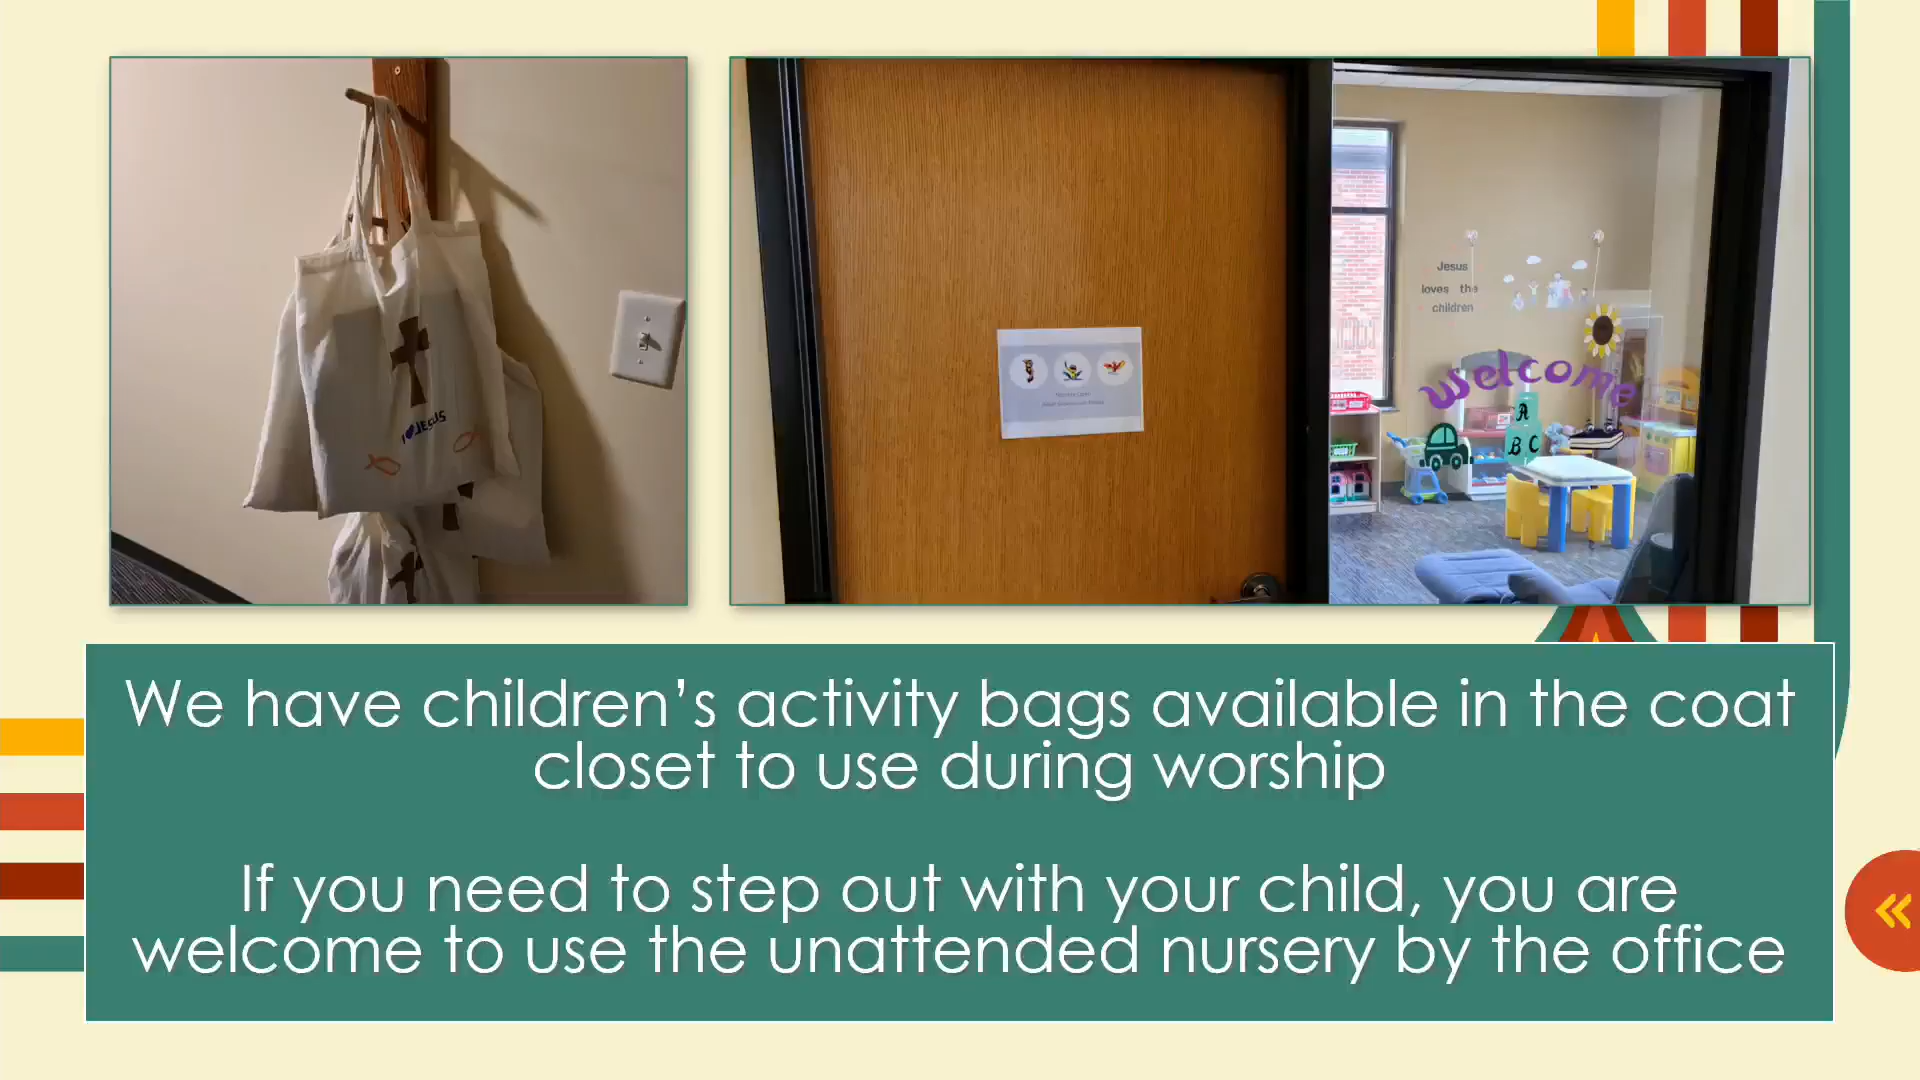 I JESUS
Jesus
loves the
children
Welcome
A
B C
We have children’s activity bags available in the coat
closet to use during worship
If you need to step out with your child, you are
welcome to use the unattended nursery by the office